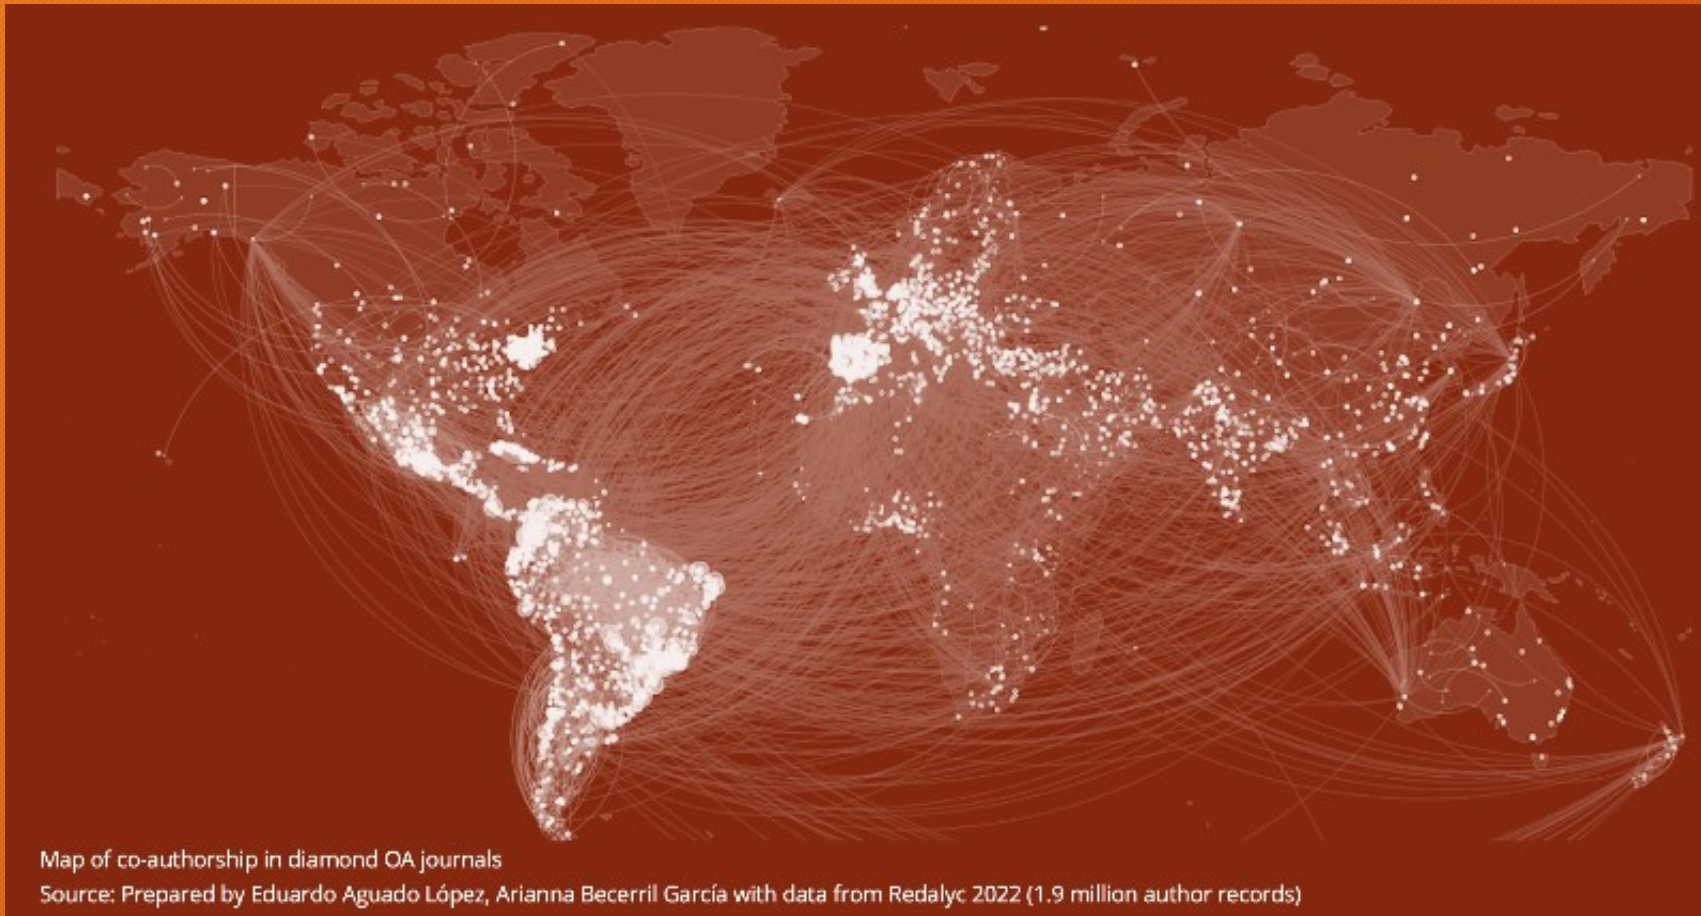 Map of co-authorship in diamond OA journals
Source: Prepared by Eduardo Aguado López, Arianna Becerril García with data from Redalyc 2022 (1.9 million author records)